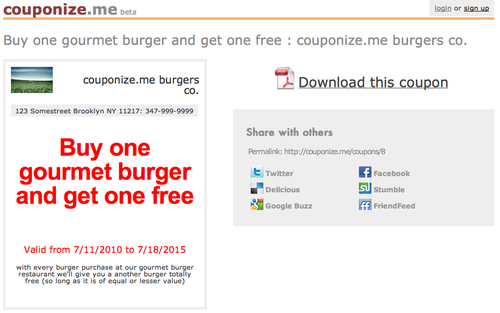 couponize.me beta
login or sign up
Buy one gourmet burger and get one free : couponize.me burgers co.
couponize.me burgers
co.
123 Somestreet Brooklyn NY 11217: 347-999-9999
Buy one
gourmet burger
and get one free
Valid from 7/11/2010 to 7/18/2015
with every burger purchase at our gourmet burger
restaurant we'll give you a another burger totally
free (so long as it is of equal or lesser value)
Download this coupon
Share with others
Permalink: http://couponize.me/coupons/8
Twitter
Facebook
Delicious
Stumble
Google Buzz
FriendFeed